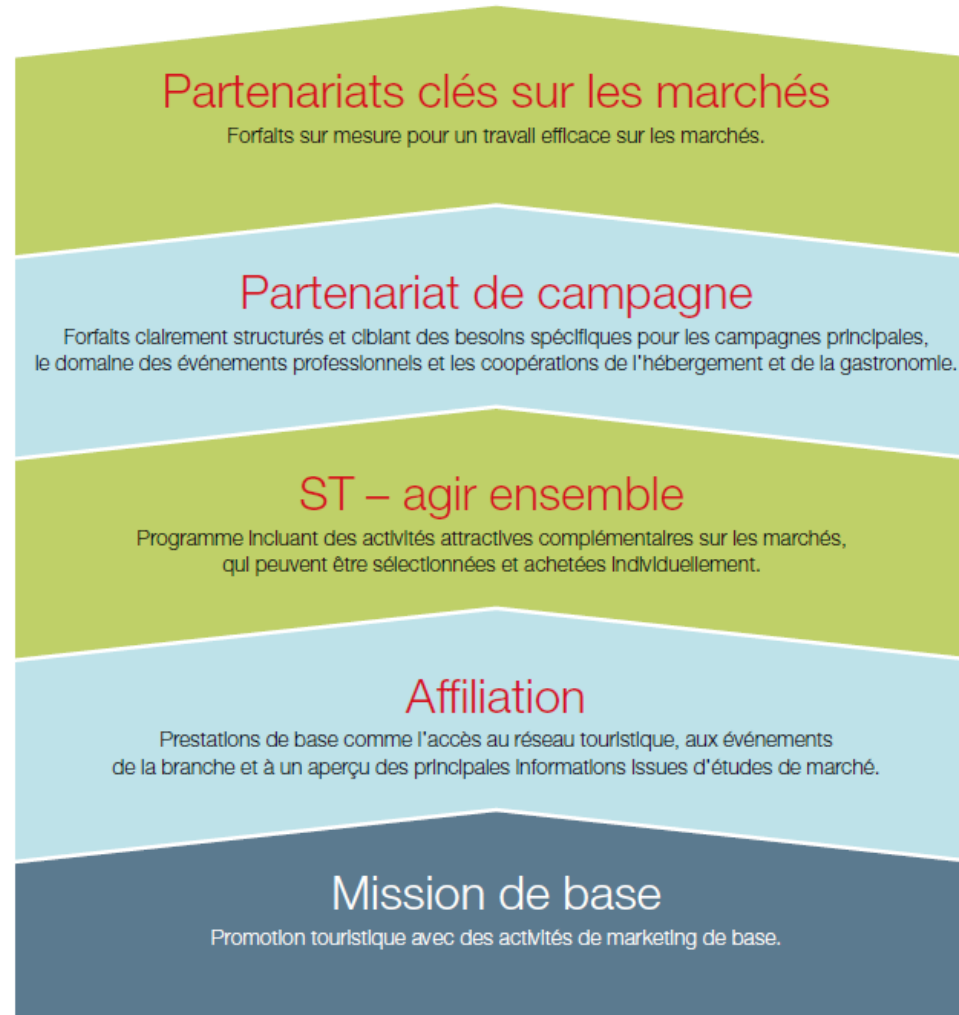 Partenariats clés sur les marchés
Forfaits sur mesure pour un travail efficace sur les marchés.
Partenariat de campagne
Forfaits clairement structurés et ciblant des besoins spécifiques pour les campagnes principales,
le domaine des événements professionnels et les coopérations de l'hébergement et de la gastronomie.
ST – agir ensemble
Programme incluant des activités attractives complémentaires sur les marchés,
qui peuvent être sélectionnées et achetées individuellement.
Affiliation
Prestations de base comme l'accès au réseau touristique, aux événements
de la branche et à un aperçu des principales informations issues d'études de marché.
Mission de base
Promotion touristique avec des activités de marketing de base.